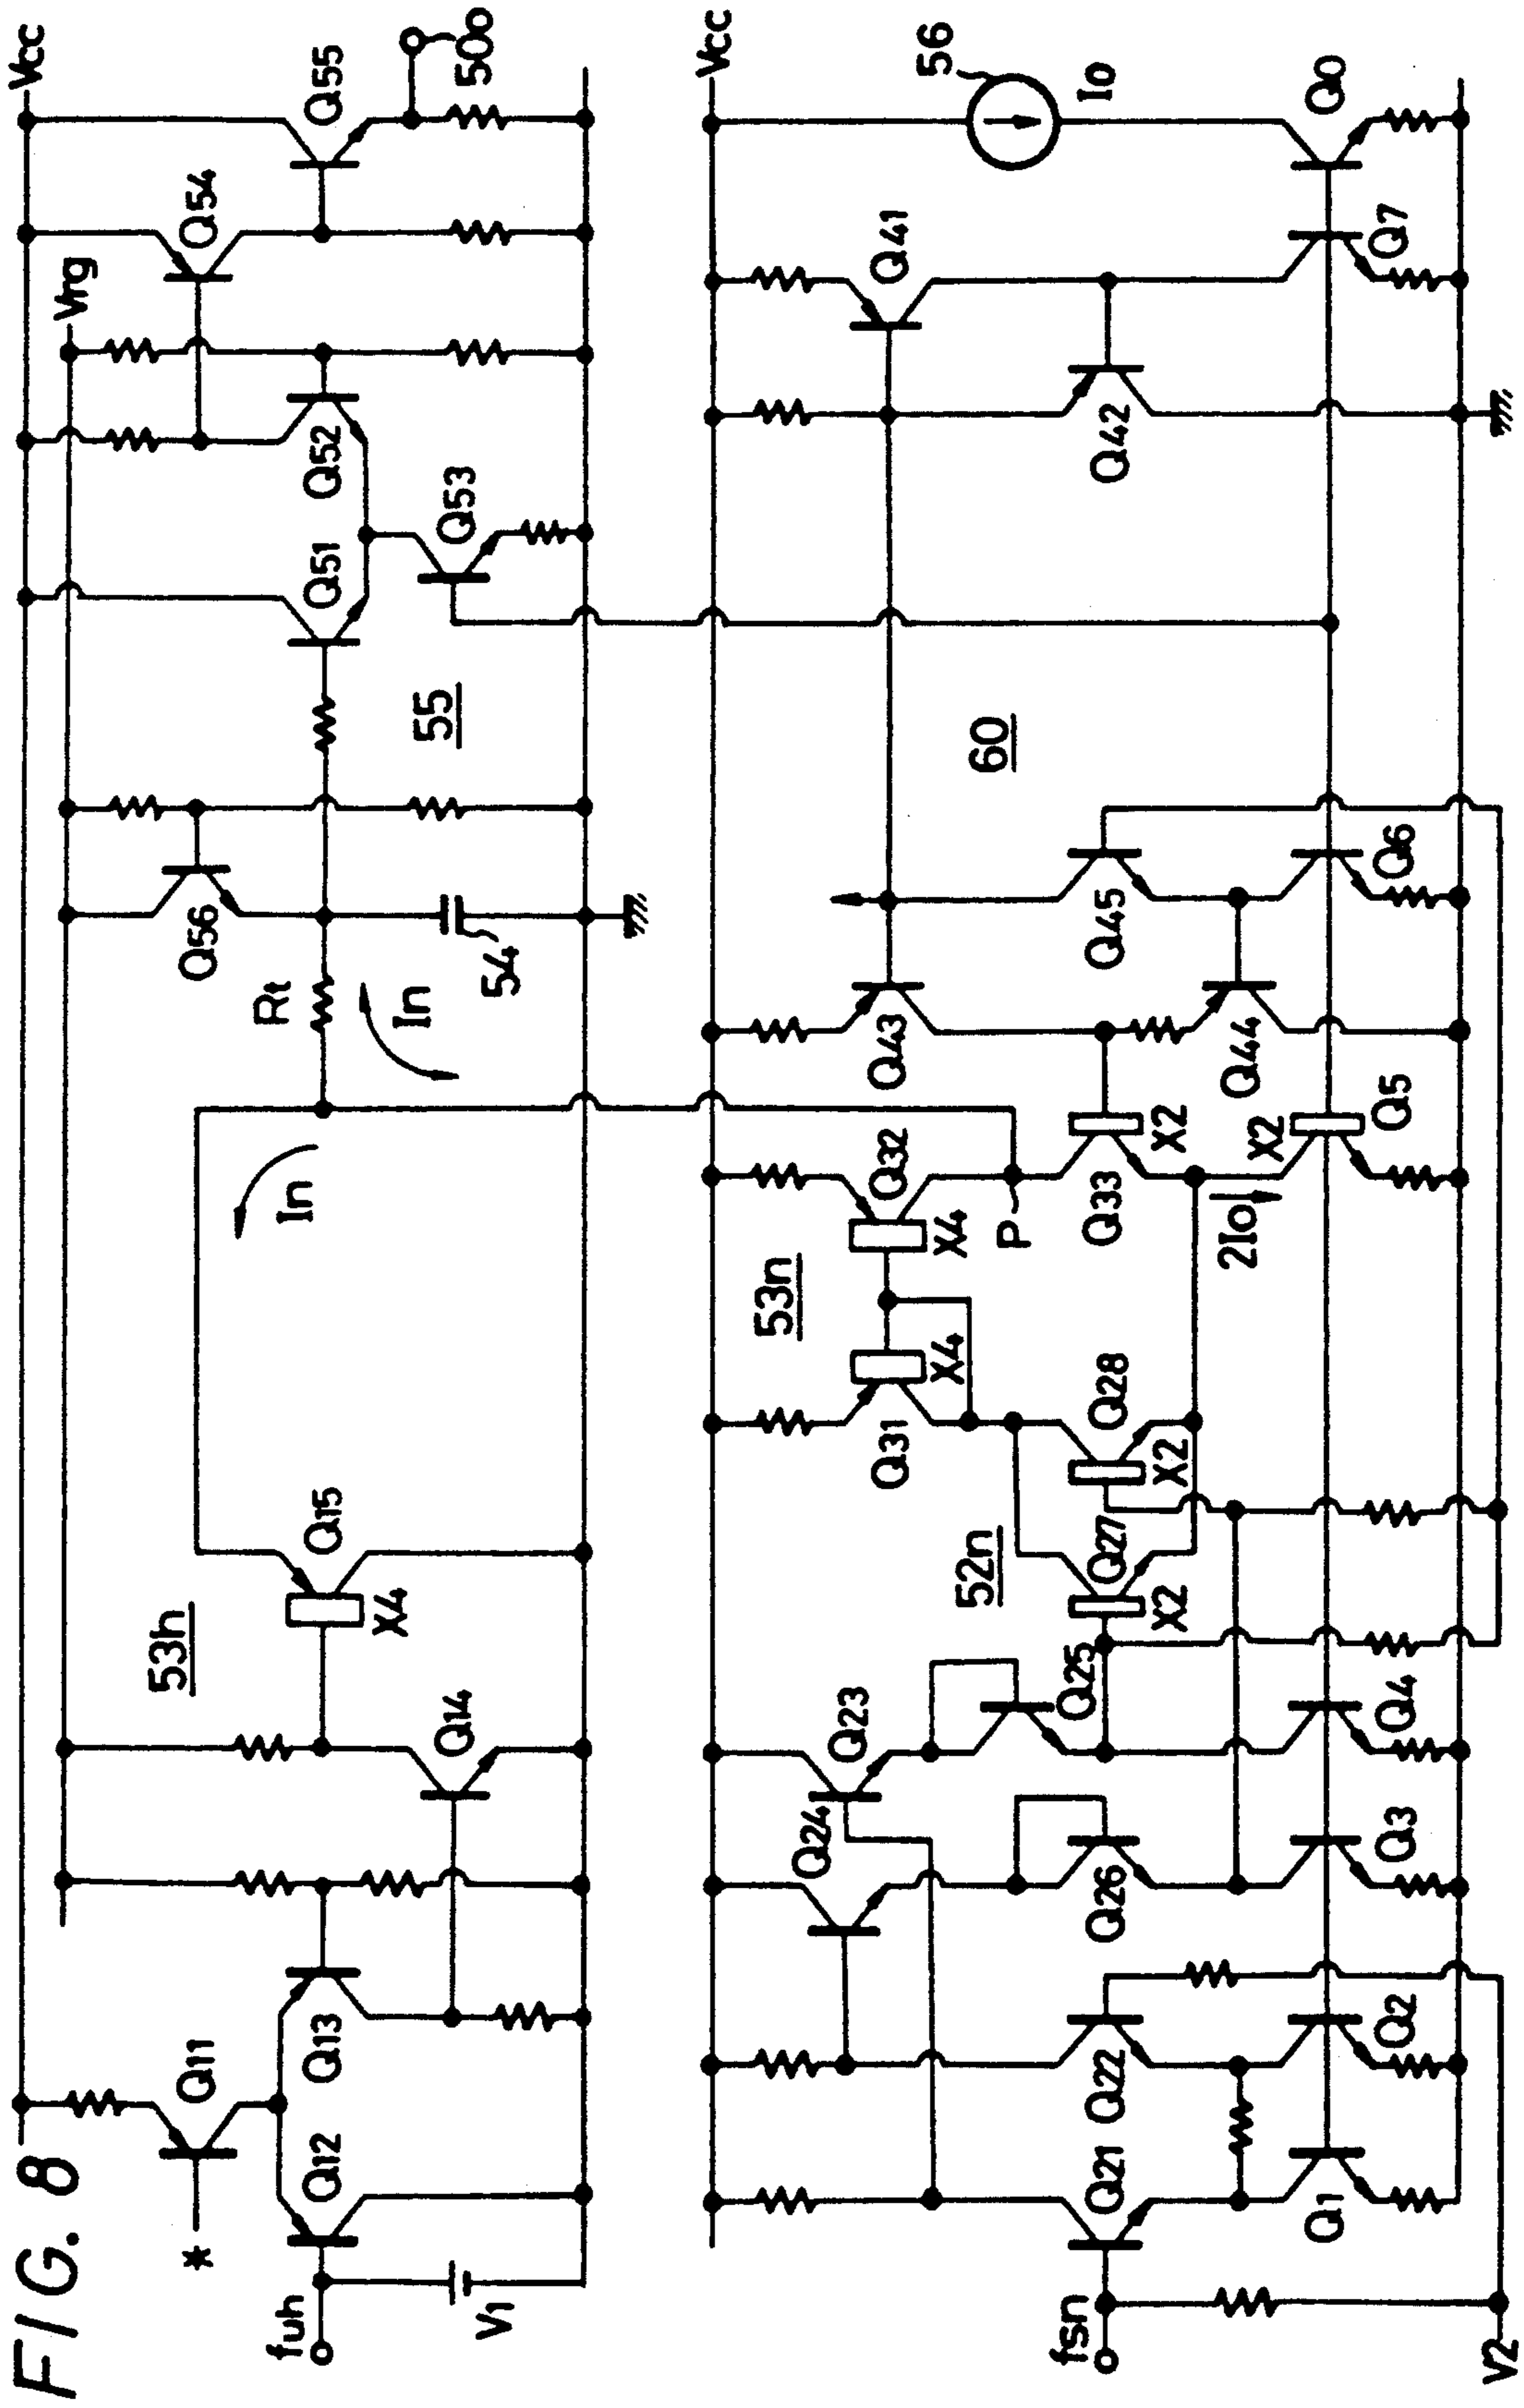 FIG. 8
Vcc
Vrg
*
Q11
Q12
Q13
fuh
V1
Q14
53h
Q15
X4
In
Rt
In
Q56
54
55
Q51
Q52
Q53
Q54
Q55
50o
Vcc
fsn
V2
Q21
Q22
Q1
Q2
Q24
Q23
Q26
Q25
Q3
Q4
52n
Q27
X2
Q28
X2
53n
Q31
X4
Q32
X4
P
Q33
X2
2Io
X2
Q5
Q43
Q44
Q45
Q6
60
Q41
Q42
Q7
56
Io
Q0